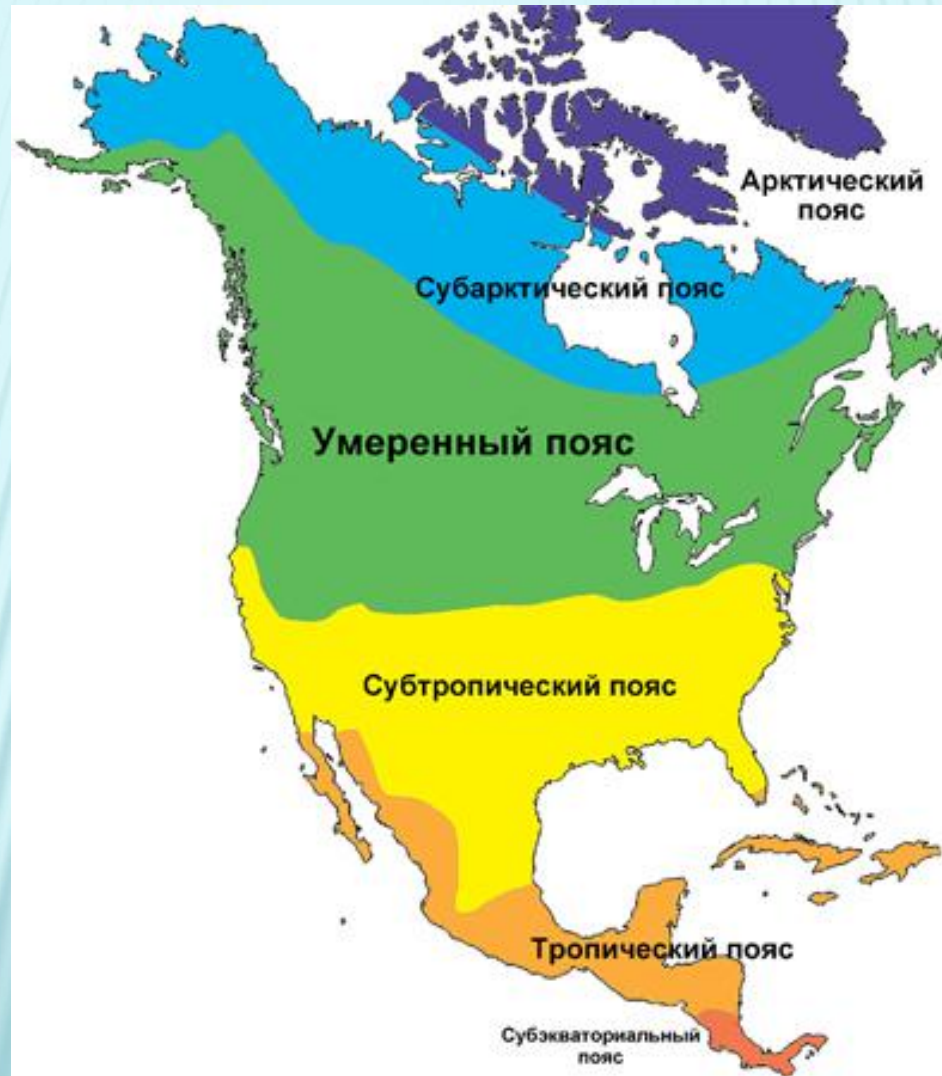 Арктический
пояс
Субарктический пояс
Умеренный пояс
Субтропический пояс
Тропический пояс
Субэкваториальный
пояс